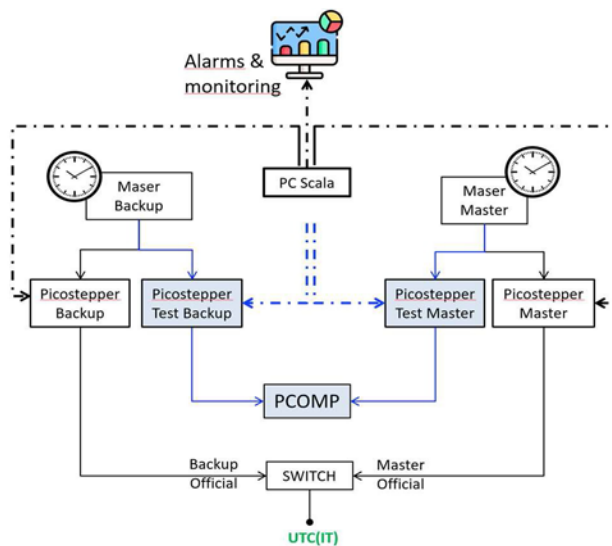 Alarms &
monitoring
Maser
Backup
PC Scala
Maser
Master
Picostepper
Backup
Picostepper
Test Backup
Picostepper
Test Master
Picostepper
Master
PCOMP
Backup
Official
SWITCH
Master
Official
UTC(IT)